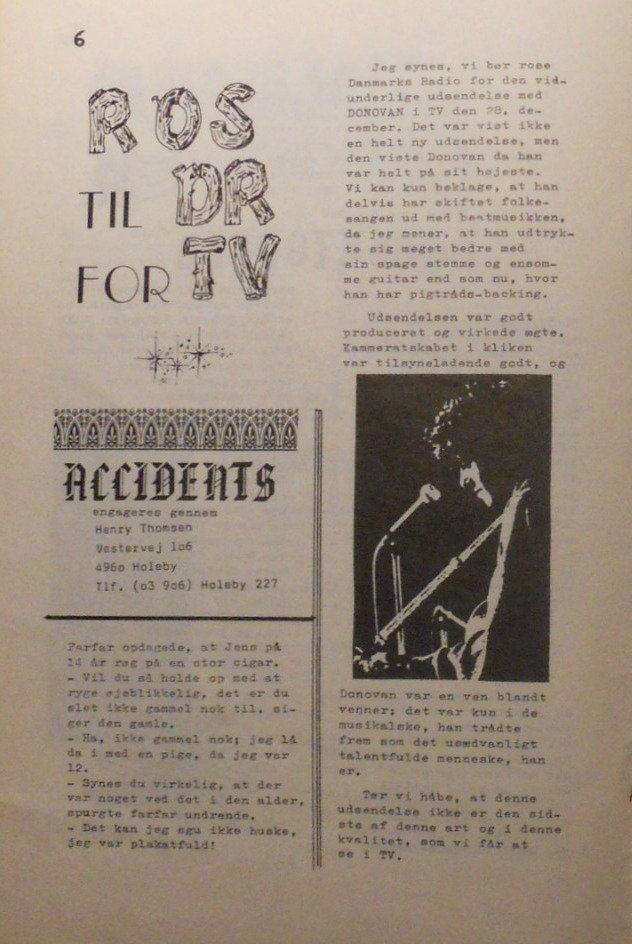 6
ROS
TIL DR
FOR TV
ACCIDENTS
engageres gennem
Henry Thomsen
Vestervej 1o6
496o Holeby
Tlf. (o3 9o6) Holeby 227
Farfar opdagede, at Jens på
14 år røg på en stor cigar.
- Vil du så holde op med at
ryge øjeblikkelig, det er du
slet ikke gammel nok til, si-
ger den gamle.
- Ha, ikke gammel nok; jeg lå
da i med en pige, da jeg var
12.
- Synes du virkelig, at der
var noget ved det i den alder,
spurgte farfar undrende.
- Det kan jeg sgu ikke huske,
jeg var plakatfuld!
Jeg synes, vi bør rose
Danmarks Radio for den vid-
underlige udsendelse med
DONOVAN i TV den 28. de-
cember. Det var vist ikke
en helt ny udsendelse, men
den viste Donovan da han
var helt på sit højeste.
Vi kan kun beklage, at han
delvis har skiftet folke-
sangen ud med beatmusikken,
da jeg mener, at han udtryk-
te sig meget bedre med
sin spage stemme og ensom-
me guitar end som nu, hvor
han har pigtråds-backing.
Udsendelsen var godt
produceret og virkede ægte.
Kammeratskabet i kliken
var tilsyneladende godt, og
Donovan var en ven blandt
venner; det var kun i de
musikalske, han trådte
frem som det usædvanligt
talentfulde menneske, han
er.
Tør vi håbe, at denne
udsendelse ikke er den sid-
ste af denne art og i denne
kvalitet, som vi får at
se i TV.